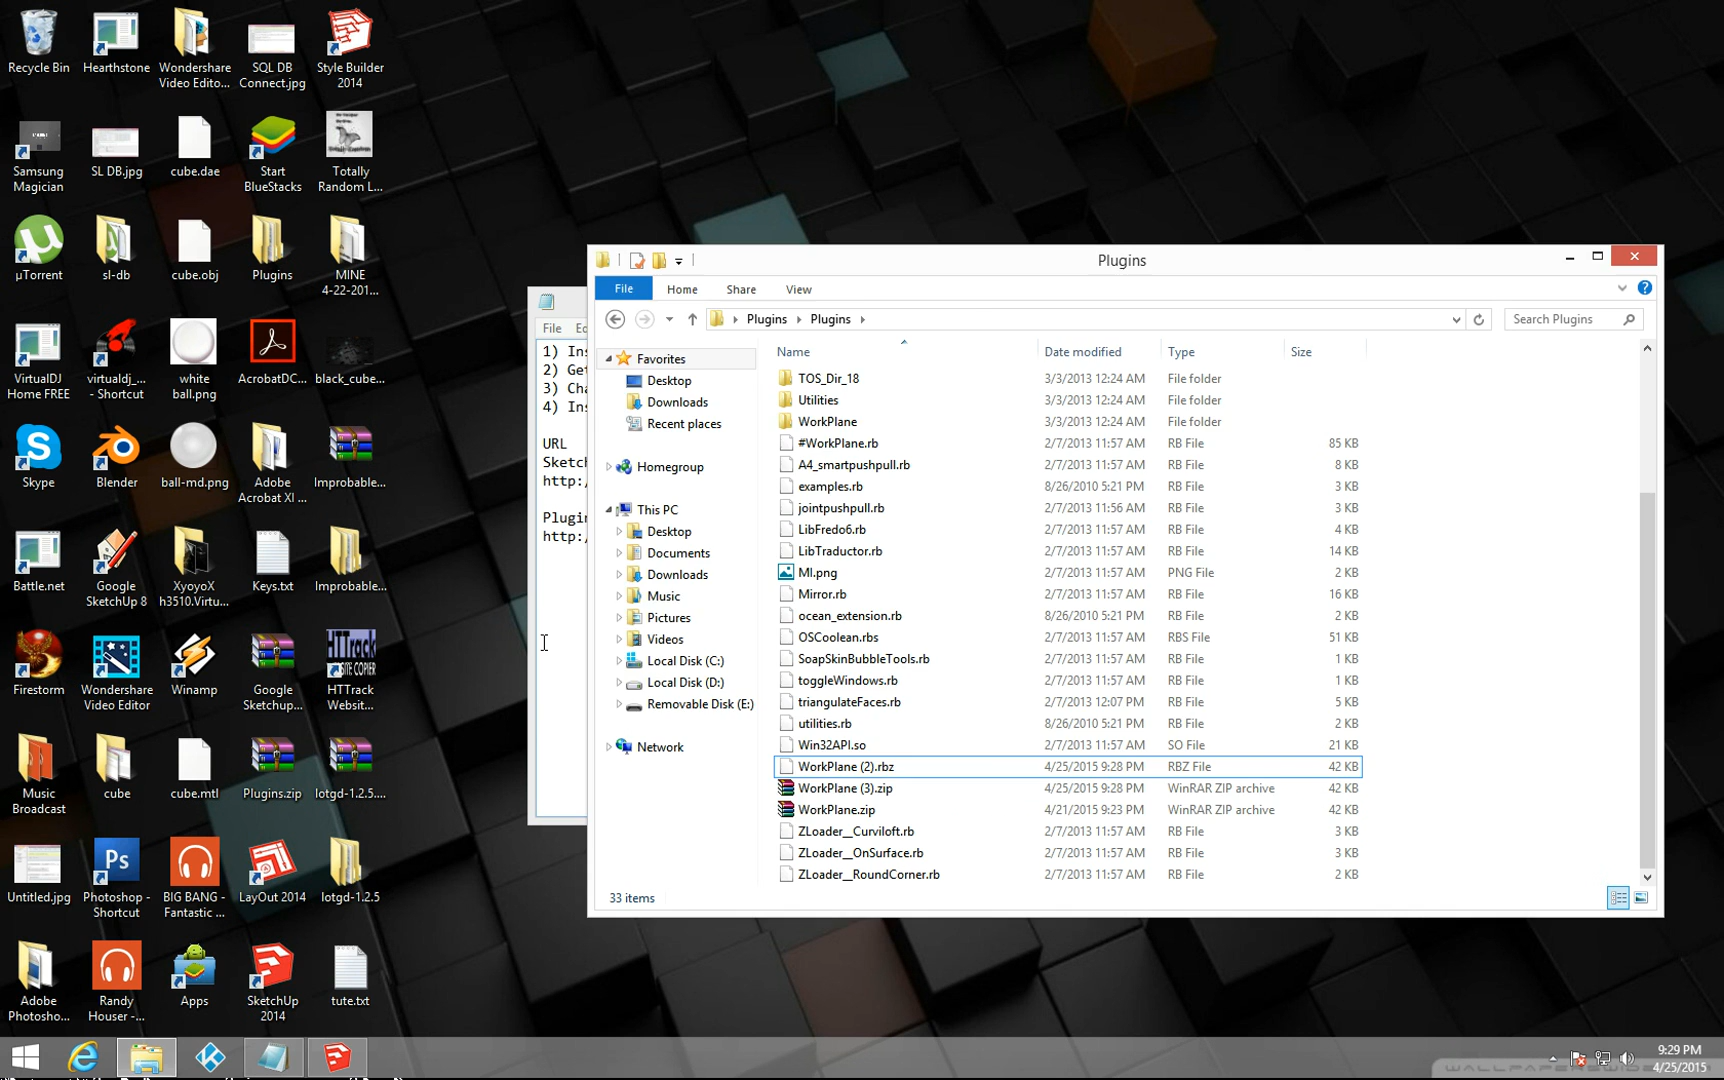 Recycle Bin
Hearthstone
Wondershare
Video Edito...
SQL DB
Connect.jpg
Style Builder
2014
Samsung
Magician
SL DB.jpg
cube.dae
Start
BlueStacks
Totally
Random L...
µTorrent
sl-db
cube.obj
Plugins
MINE
4-22-201...
VirtualDJ
Home FREE
virtualdj_...
- Shortcut
white
ball.png
AcrobatDC...
black_cube...
Skype
Blender
ball-md.png
Adobe
Acrobat XI ...
Improbable...
Battle.net
Google
SketchUp 8
XyoyoX
h3510.Virtu...
Keys.txt
Improbable...
Firestorm
Wondershare
Video Editor
Winamp
Google
Sketchup...
HTTrack
SITE COPIER
HTTrack
Websit...
Music
Broadcast
cube
cube.mtl
Plugins.zip
lotgd-1.2.5....
Untitled.jpg
Ps
Photoshop -
Shortcut
BIG BANG -
Fantastic ...
LayOut 2014
lotgd-1.2.5
Adobe
Photosho...
Randy
Houser -...
Apps
SketchUp
2014
tute.txt
File Ed
1) Ins
2) Get
3) Cha
4) Ins
URL
Sketch
http:/
Plugin
http:/
Plugins
File Home Share View
Plugins Plugins
Search Plugins
Favorites
Desktop
Downloads
Recent places
Homegroup
This PC
Desktop
Documents
Downloads
Music
Pictures
Videos
Local Disk (C:)
Local Disk (D:)
Removable Disk (E:)
Network
Name Date modified Type Size
TOS_Dir_18 3/3/2013 12:24 AM File folder
Utilities 3/3/2013 12:24 AM File folder
WorkPlane 3/3/2013 12:24 AM File folder
#WorkPlane.rb 2/7/2013 11:57 AM RB File 85 KB
A4_smartpushpull.rb 2/7/2013 11:57 AM RB File 8 KB
examples.rb 8/26/2010 5:21 PM RB File 3 KB
jointpushpull.rb 2/7/2013 11:56 AM RB File 3 KB
LibFredo6.rb 2/7/2013 11:57 AM RB File 4 KB
LibTraductor.rb 2/7/2013 11:57 AM RB File 14 KB
MI.png 2/7/2013 11:57 AM PNG File 2 KB
Mirror.rb 2/7/2013 11:57 AM RB File 16 KB
ocean_extension.rb 8/26/2010 5:21 PM RB File 2 KB
OSCoolean.rbs 2/7/2013 11:57 AM RBS File 51 KB
SoapSkinBubbleTools.rb 2/7/2013 11:57 AM RB File 1 KB
toggleWindows.rb 2/7/2013 11:57 AM RB File 1 KB
triangulateFaces.rb 2/7/2013 12:07 PM RB File 5 KB
utilities.rb 8/26/2010 5:21 PM RB File 2 KB
Win32API.so 2/7/2013 11:57 AM SO File 21 KB
WorkPlane (2).rbz 4/25/2015 9:28 PM RBZ File 42 KB
WorkPlane (3).zip 4/25/2015 9:28 PM WinRAR ZIP archive 42 KB
WorkPlane.zip 4/21/2015 9:23 PM WinRAR ZIP archive 42 KB
ZLoader__Curviloft.rb 2/7/2013 11:57 AM RB File 3 KB
ZLoader__OnSurface.rb 2/7/2013 11:57 AM RB File 3 KB
ZLoader__RoundCorner.rb 2/7/2013 11:57 AM RB File 2 KB
33 items
9:29 PM
4/25/2015